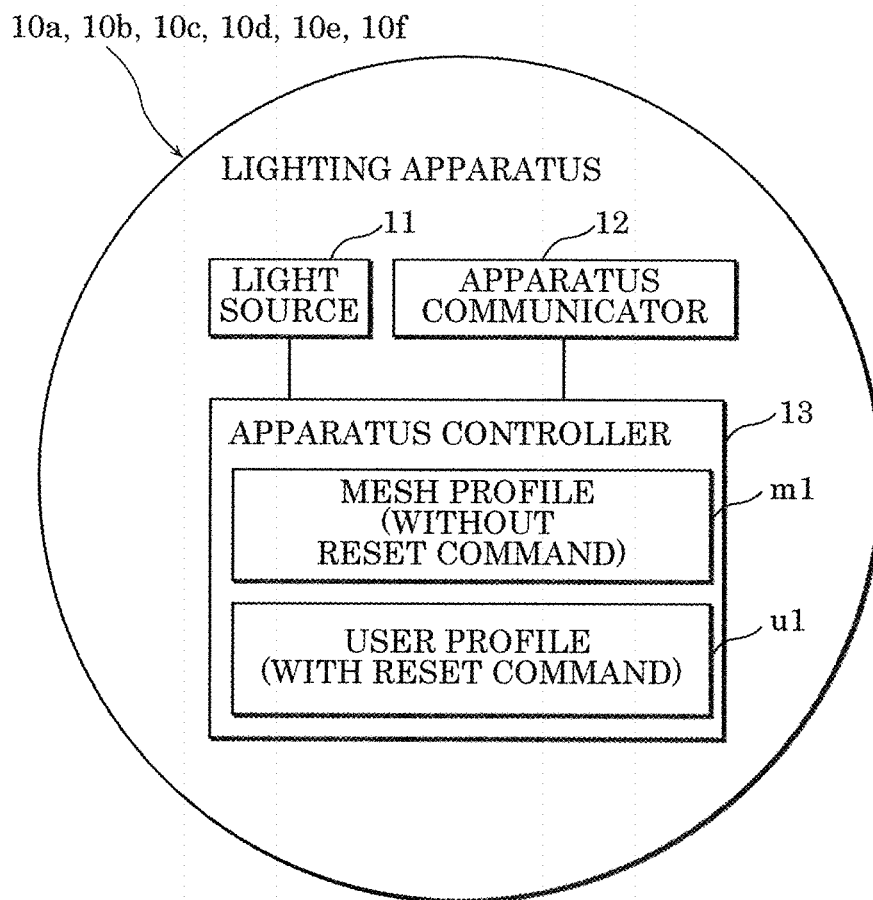 10a, 10b, 10c, 10d, 10e, 10f
LIGHTING APPARATUS
11
12
LIGHT
SOURCE
APPARATUS
COMMUNICATOR
13
APPARATUS CONTROLLER
m1
MESH PROFILE
(WITHOUT
RESET COMMAND)
u1
USER PROFILE
(WITH RESET COMMAND)